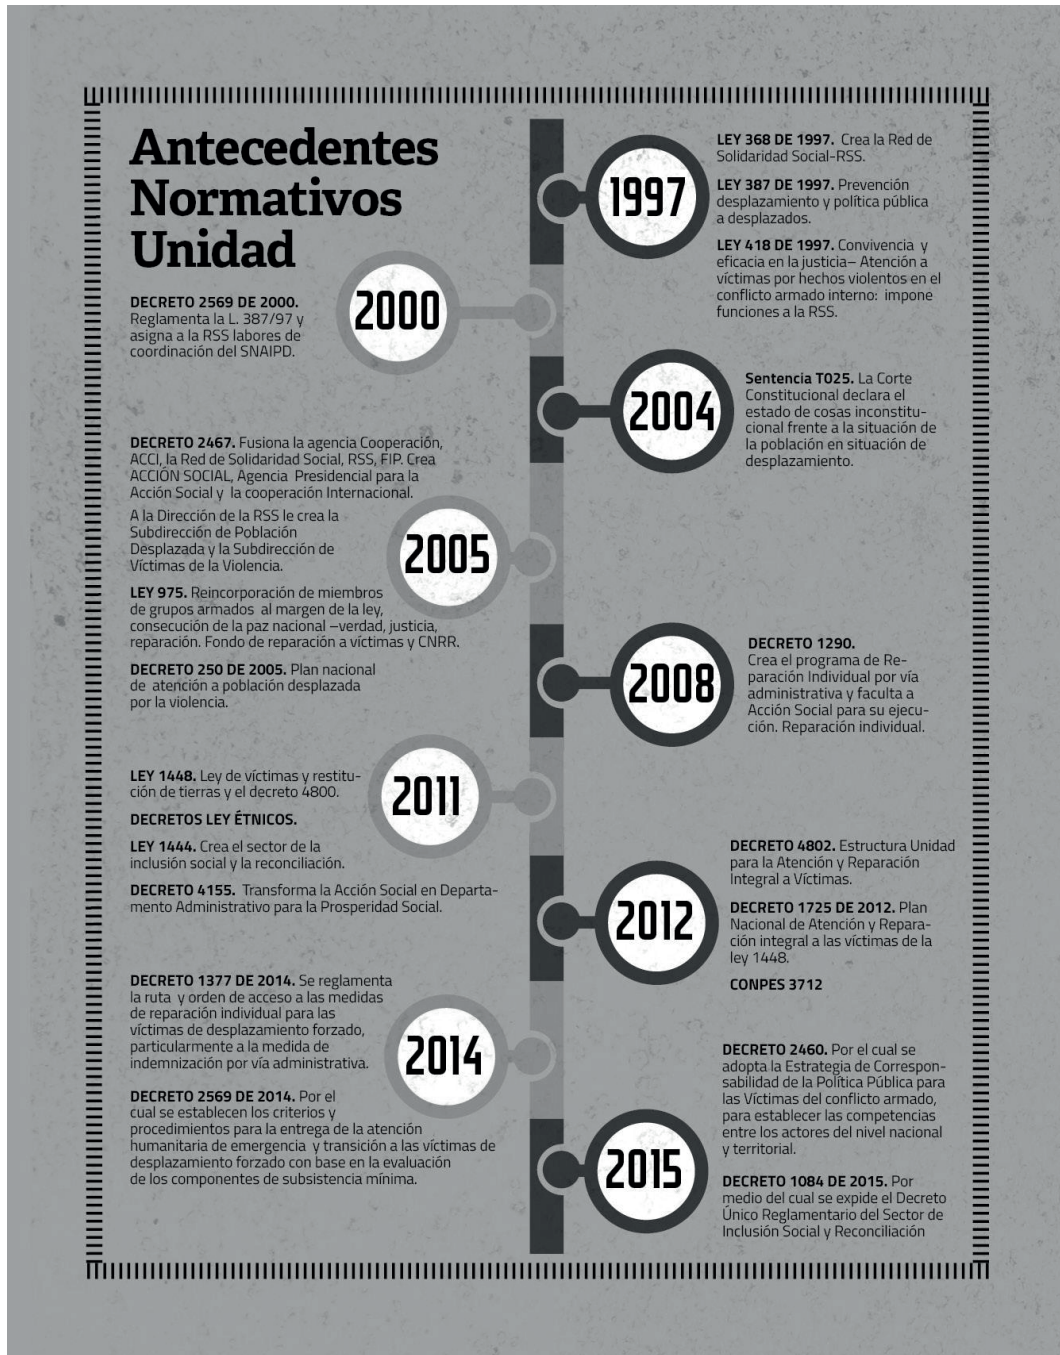 Antecedentes
Normativos
Unidad
1997
LEY 368 DE 1997. Crea la Red de
Solidaridad Social-RSS.
LEY 387 DE 1997. Prevención
desplazamiento y política pública
a desplazados.
LEY 418 DE 1997. Convivencia y
eficacia en la justicia– Atención a
víctimas por hechos violentos en el
conflicto armado interno: impone
funciones a la RSS.
2000
DECRETO 2569 DE 2000.
Reglamenta la L. 387/97 y
asigna a la RSS labores de
coordinación del SNAIPD.
2004
Sentencia T025. La Corte
Constitucional declara el
estado de cosas inconstitu-
cional frente a la situación de
la población en situación de
desplazamiento.
DECRETO 2467. Fusiona la agencia Cooperación,
ACCI, la Red de Solidaridad Social, RSS, FIP. Crea
ACCIÓN SOCIAL, Agencia Presidencial para la
Acción Social y la cooperación Internacional.
A la Dirección de la RSS le crea la
Subdirección de Población
Desplazada y la Subdirección de
Víctimas de la Violencia.
2005
LEY 975. Reincorporación de miembros
de grupos armados al margen de la ley,
consecución de la paz nacional –verdad, justicia,
reparación. Fondo de reparación a víctimas y CNRR.
DECRETO 250 DE 2005. Plan nacional
de atención a población desplazada
por la violencia.
2008
DECRETO 1290.
Crea el programa de Re-
paración Individual por vía
administrativa y faculta a
Acción Social para su ejecu-
ción. Reparación individual.
2011
LEY 1448. Ley de víctimas y restitu-
ción de tierras y el decreto 4800.
DECRETOS LEY ÉTNICOS.
LEY 1444. Crea el sector de la
inclusión social y la reconciliación.
DECRETO 4155. Transforma la Acción Social en Departa-
mento Administrativo para la Prosperidad Social.
2012
DECRETO 4802. Estructura Unidad
para la Atención y Reparación
Integral a Víctimas.
DECRETO 1725 DE 2012. Plan
Nacional de Atención y Repara-
ción integral a las víctimas de la
ley 1448.
CONPES 3712
2014
DECRETO 1377 DE 2014. Se reglamenta
la ruta y orden de acceso a las medidas
de reparación individual para las
víctimas de desplazamiento forzado,
particularmente a la medida de
indemnización por vía administrativa.
DECRETO 2569 DE 2014. Por el
cual se establecen los criterios y
procedimientos para la entrega de la atención
humanitaria de emergencia y transición a las víctimas de
desplazamiento forzado con base en la evaluación
de los componentes de subsistencia mínima.
2015
DECRETO 2460. Por el cual se
adopta la Estrategia de Correspon-
sabilidad de la Política Pública para
las Víctimas del conflicto armado,
para establecer las competencias
entre los actores del nivel nacional
y territorial.
DECRETO 1084 DE 2015. Por
medio del cual se expide el Decreto
Único Reglamentario del Sector de
Inclusión Social y Reconciliación